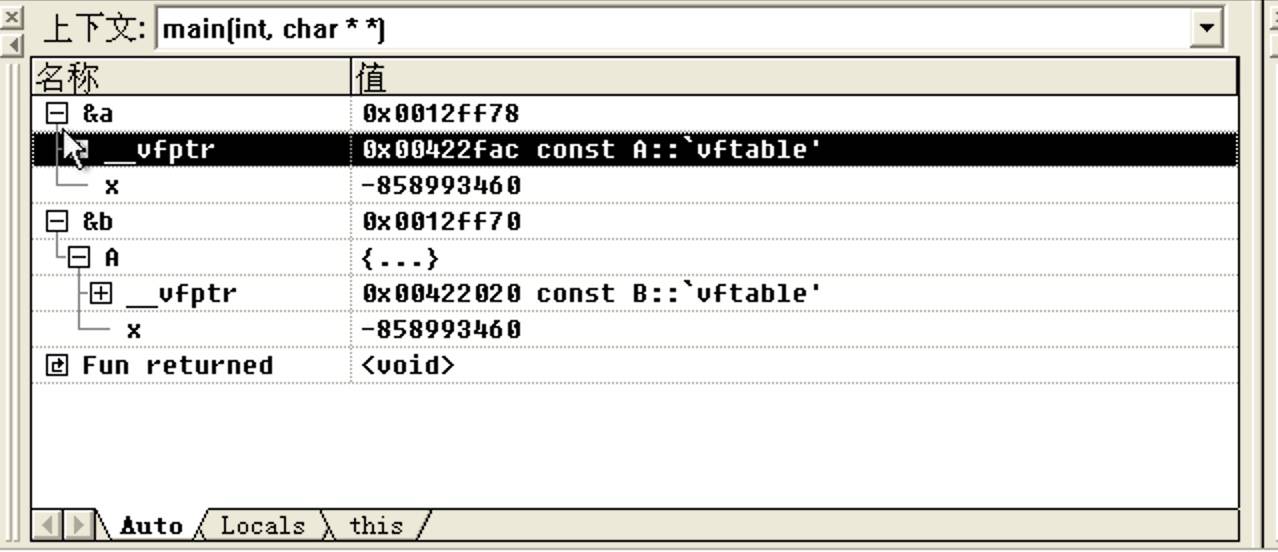 上下文: main(int, char * *)
名称 值
&a 0x0012ff78
__vfptr 0x00422fac const A::`vftable'
x -858993460
&b 0x0012ff70
A {...}
__vfptr 0x00422020 const B::`vftable'
x -858993460
Fun returned <void>
Auto Locals this